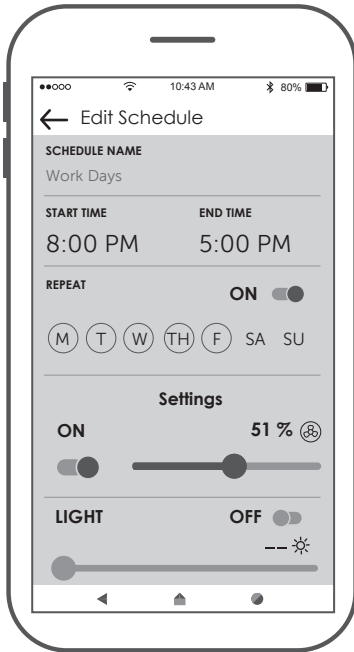 10:43 AM 80%
Edit Schedule
SCHEDULE NAME
Work Days
START TIME END TIME
8:00 PM 5:00 PM
REPEAT
ON
M T W TH F SA SU
Settings
ON 51 %
LIGHT OFF
--